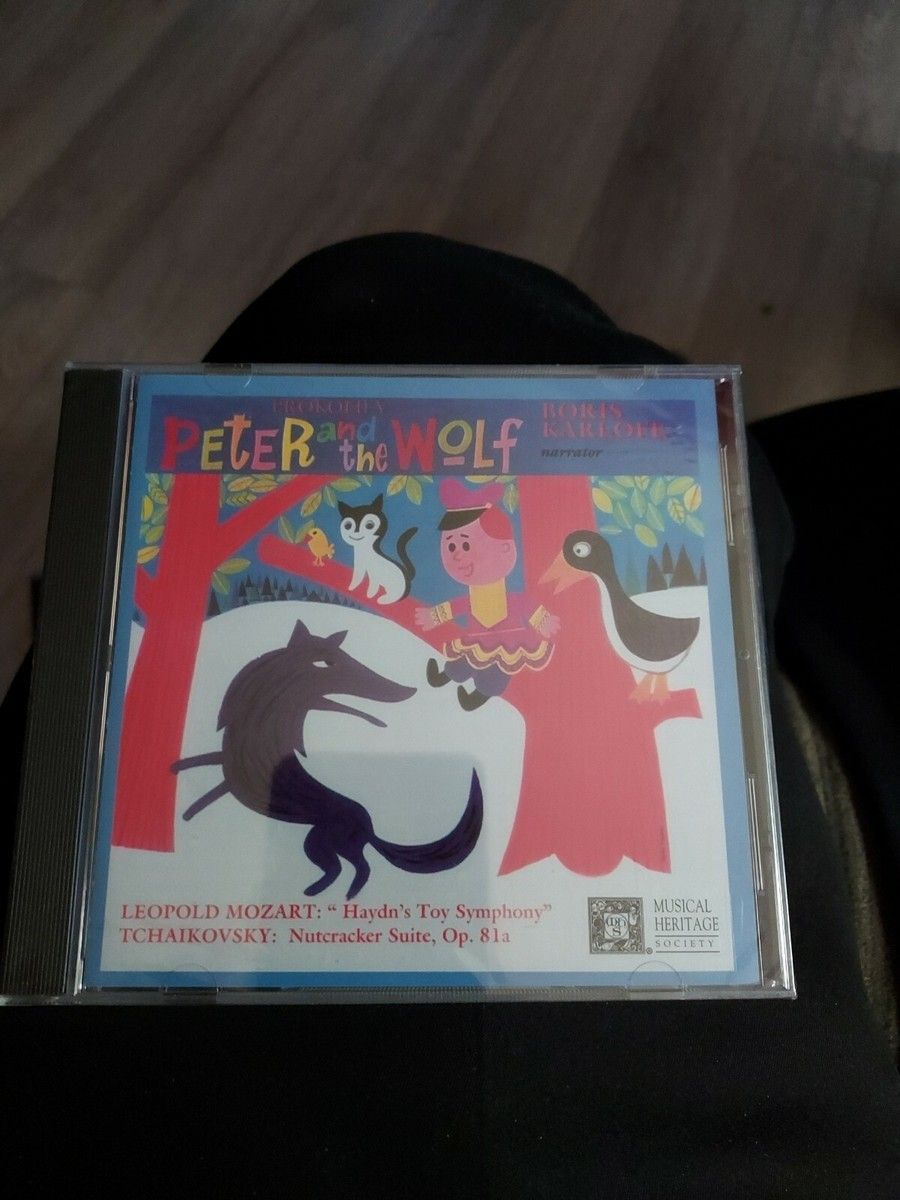 PROKOFIEV
PETER and the WOLF
BORIS
KARLOFF
narrator
LEOPOLD MOZART: “ Haydn's Toy Symphony”
TCHAIKOVSKY: Nutcracker Suite, Op. 81a
MHS
MUSICAL
HERITAGE
SOCIETY